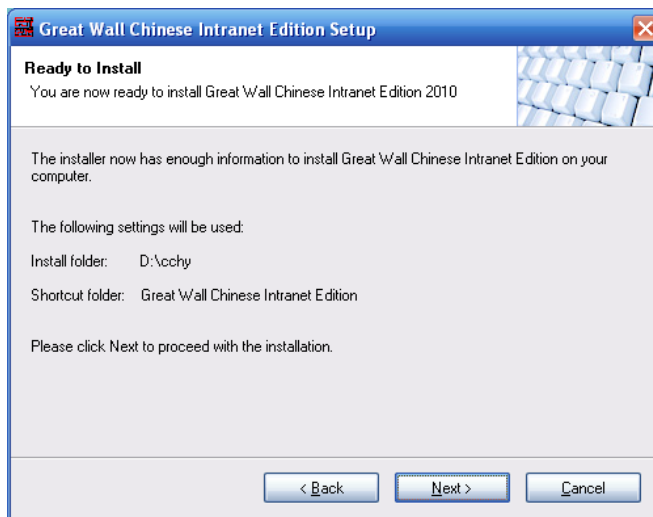 Great Wall Chinese Intranet Edition Setup
Ready to Install
You are now ready to install Great Wall Chinese Intranet Edition 2010
The installer now has enough information to install Great Wall Chinese Intranet Edition on your
computer.
The following settings will be used:
Install folder: D:\cchy
Shortcut folder: Great Wall Chinese Intranet Edition
Please click Next to proceed with the installation.
< Back Next > Cancel